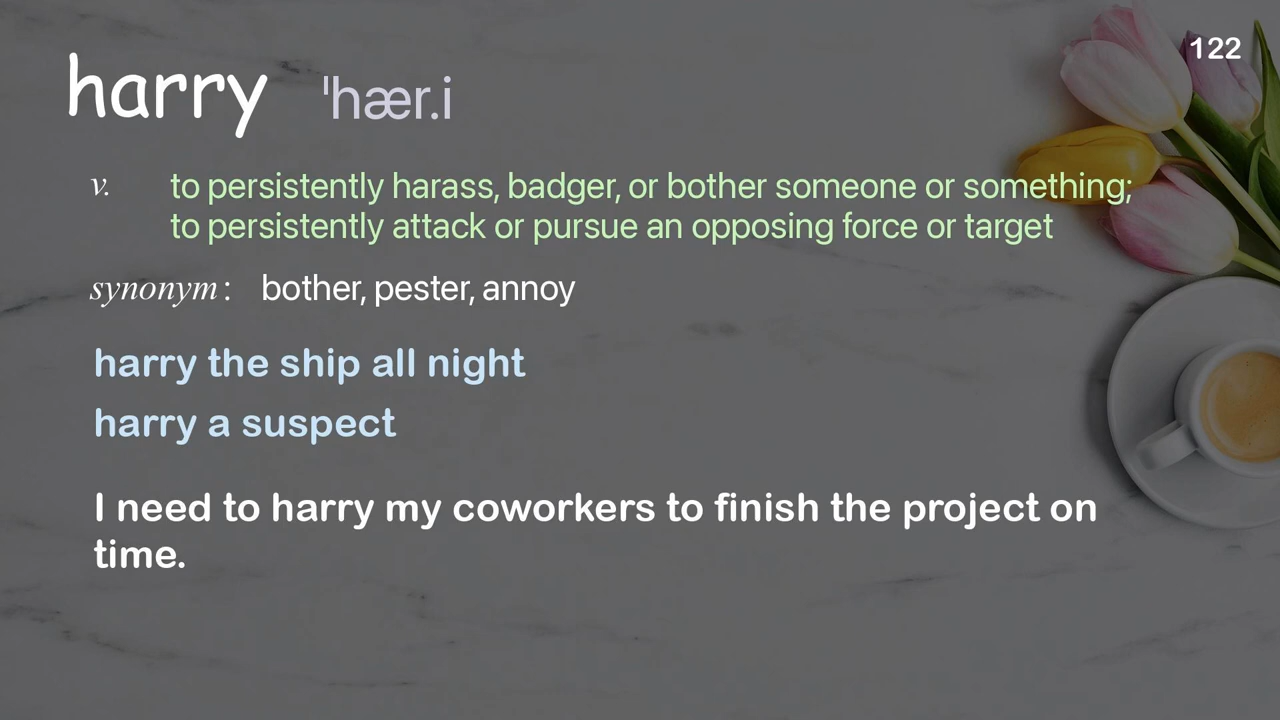 122
harry ˈhær.i
v. to persistently harass, badger, or bother someone or something;
to persistently attack or pursue an opposing force or target
synonym : bother, pester, annoy
harry the ship all night
harry a suspect
I need to harry my coworkers to finish the project on
time.